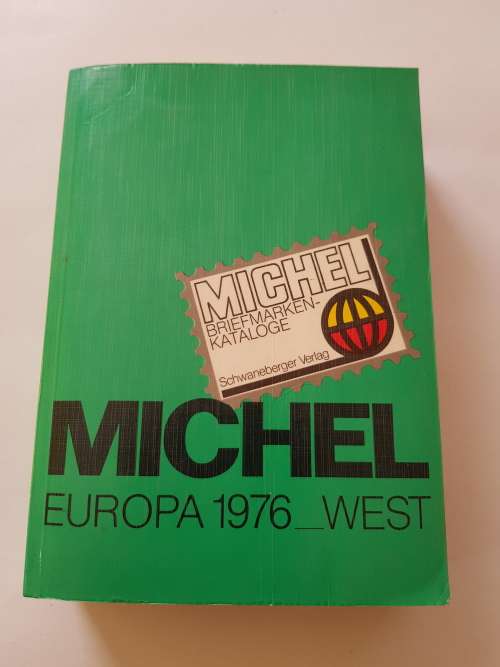 MICHEL
BRIEFMARKEN-
KATALOGE
Schwaneberger Verlag
MICHEL
EUROPA 1976_WEST